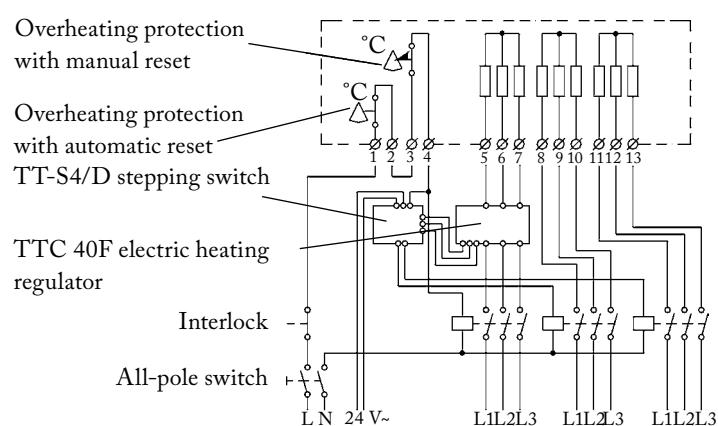 Overheating protection
with manual reset
°C
°C
Overheating protection
with automatic reset
1 2 3 4 5 6 7 8 9 10 11 12 13
TT-S4/D stepping switch
TTC 40F electric heating
regulator
Interlock
All-pole switch
L N 24 V~ L1L2L3 L1L2L3 L1L2L3